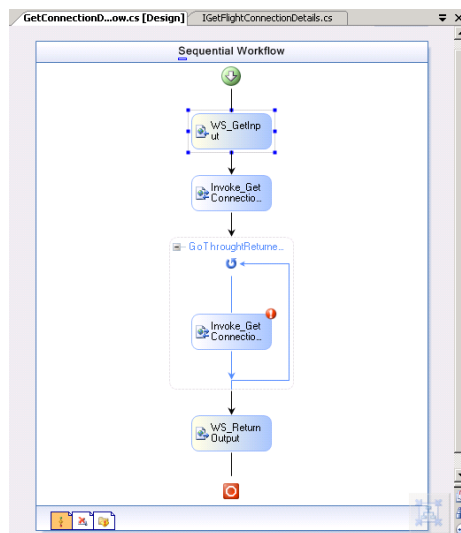 GetConnectionD...ow.cs [Design]
IGetFlightConnectionDetails.cs
Sequential Workflow
WS_GetInp
ut
Invoke_Get
Connectio...
GoThroughtReturne...
Invoke_Get
Connectio...
WS_Return
Output